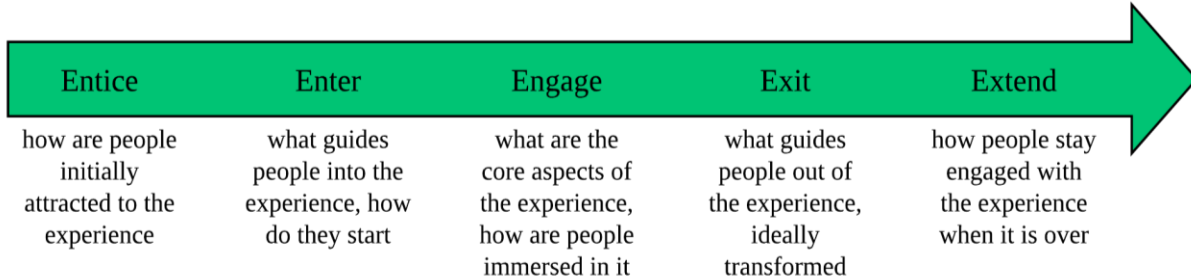 Entice
how are people
initially
attracted to the
experience
Enter
what guides
people into the
experience, how
do they start
Engage
what are the
core aspects of
the experience,
how are people
immersed in it
Exit
what guides
people out of
the experience,
ideally
transformed
Extend
how people stay
engaged with
the experience
when it is over